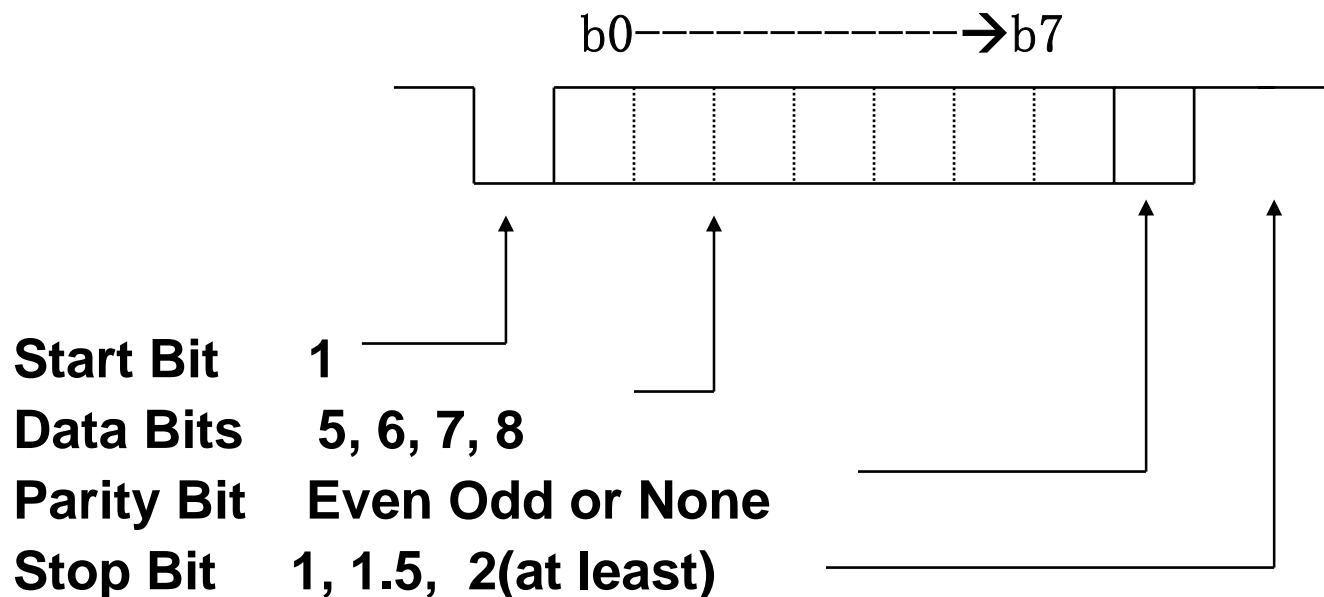 b0------------→b7
Start Bit 1
Data Bits 5, 6, 7, 8
Parity Bit Even Odd or None
Stop Bit 1, 1.5, 2(at least)